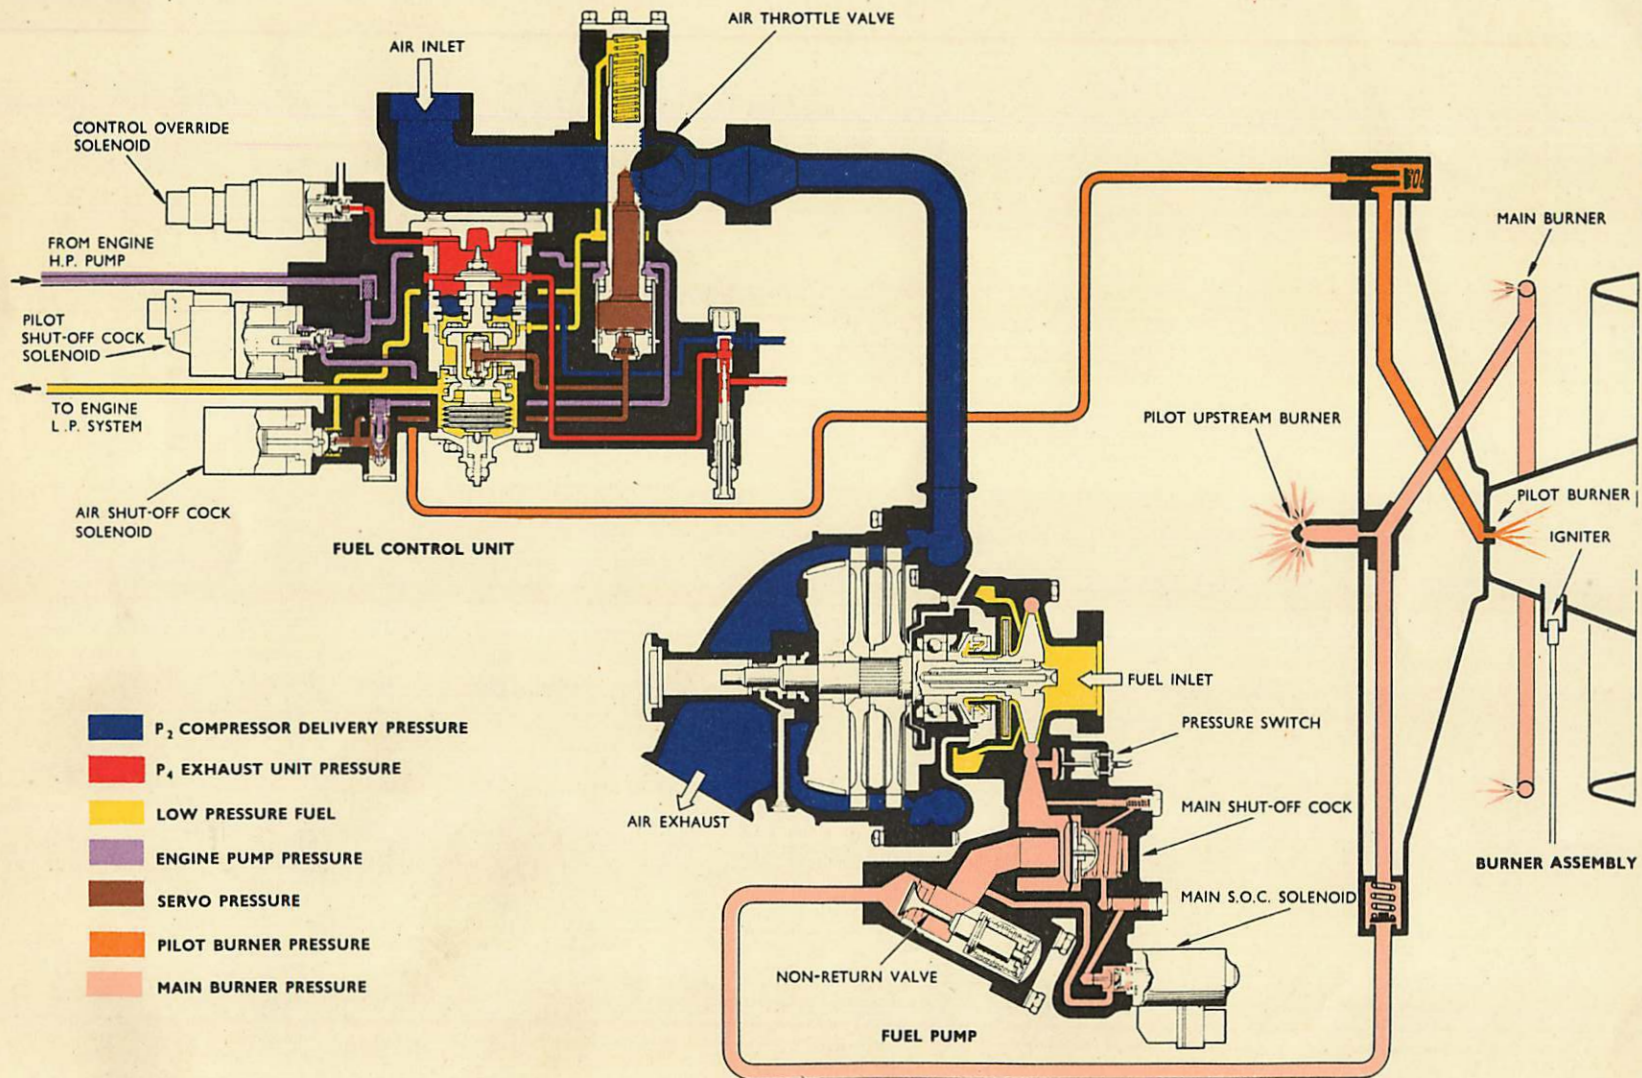 AIR THROTTLE VALVE
AIR INLET
CONTROL OVERRIDE
SOLENOID
FROM ENGINE
H.P. PUMP
PILOT
SHUT-OFF COCK
SOLENOID
TO ENGINE
L.P. SYSTEM
AIR SHUT-OFF COCK
SOLENOID
FUEL CONTROL UNIT
MAIN BURNER
PILOT UPSTREAM BURNER
PILOT BURNER
IGNITER
FUEL INLET
PRESSURE SWITCH
MAIN SHUT-OFF COCK
AIR EXHAUST
BURNER ASSEMBLY
MAIN S.O.C. SOLENOID
NON-RETURN VALVE
FUEL PUMP
P₂ COMPRESSOR DELIVERY PRESSURE
P₄ EXHAUST UNIT PRESSURE
LOW PRESSURE FUEL
ENGINE PUMP PRESSURE
SERVO PRESSURE
PILOT BURNER PRESSURE
MAIN BURNER PRESSURE